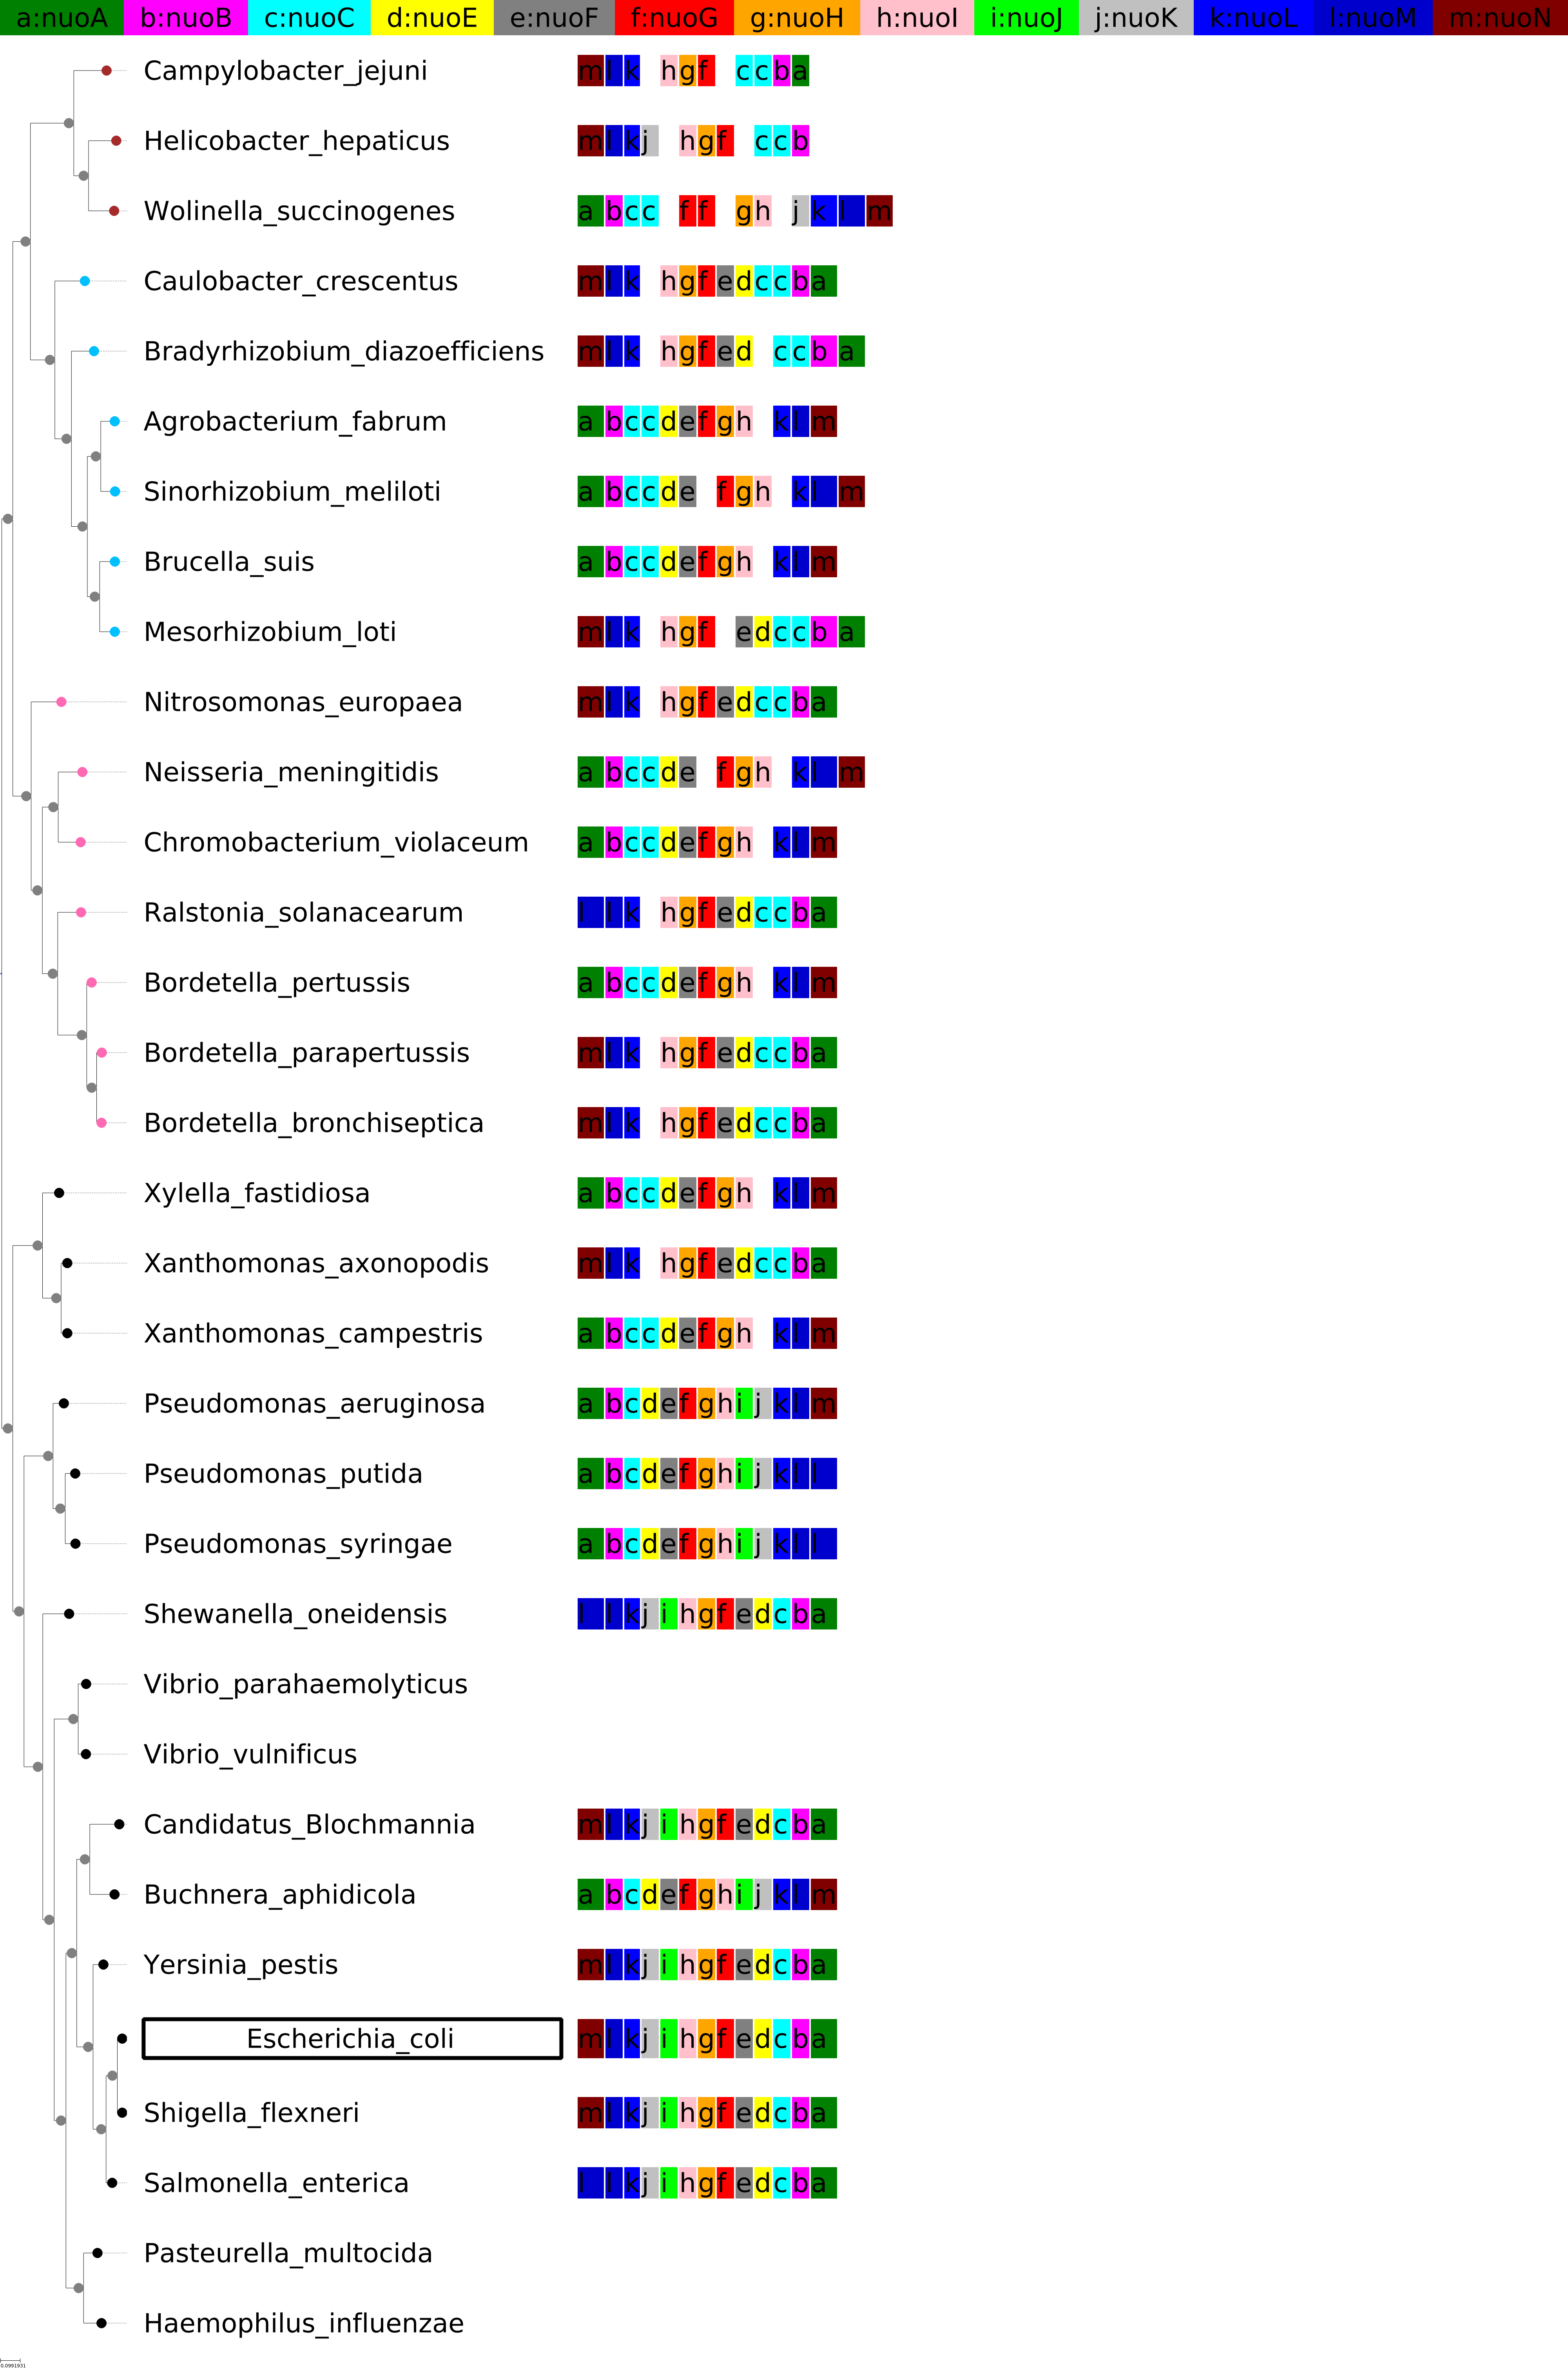 a:nuoA b:nuoB c:nuoC d:nuoE e:nuoF f:nuoG g:nuoH h:nuoI i:nuoJ j:nuoK k:nuoL l:nuoM m:nuoN
Campylobacter_jejuni m l k h g f c c b a
Helicobacter_hepaticus m l k j h g f c c b
Wolinella_succinogenes a b c c f f g h j k l m
Caulobacter_crescentus m l k h g f e d c c b a
Bradyrhizobium_diazoefficiens m l k h g f e d c c b a
Agrobacterium_fabrum a b c c d e f g h k l m
Sinorhizobium_meliloti a b c c d e f g h k l m
Brucella_suis a b c c d e f g h k l m
Mesorhizobium_loti m l k h g f e d c c b a
Nitrosomonas_europaea m l k h g f e d c c b a
Neisseria_meningitidis a b c c d e f g h k l m
Chromobacterium_violaceum a b c c d e f g h k l m
Ralstonia_solanacearum l l k h g f e d c c b a
Bordetella_pertussis a b c c d e f g h k l m
Bordetella_parapertussis m l k h g f e d c c b a
Bordetella_bronchiseptica m l k h g f e d c c b a
Xylella_fastidiosa a b c c d e f g h k l m
Xanthomonas_axonopodis m l k h g f e d c c b a
Xanthomonas_campestris a b c c d e f g h k l m
Pseudomonas_aeruginosa a b c d e f g h i j k l m
Pseudomonas_putida a b c d e f g h i j k l l
Pseudomonas_syringae a b c d e f g h i j k l l
Shewanella_oneidensis l l k j i h g f e d c b a
Vibrio_parahaemolyticus
Vibrio_vulnificus
Candidatus_Blochmannia m l k j i h g f e d c b a
Buchnera_aphidicola a b c d e f g h i j k l m
Yersinia_pestis m l k j i h g f e d c b a
Escherichia_coli m l k j i h g f e d c b a
Shigella_flexneri m l k j i h g f e d c b a
Salmonella_enterica l l k j i h g f e d c b a
Pasteurella_multocida
Haemophilus_influenzae
0.0991931